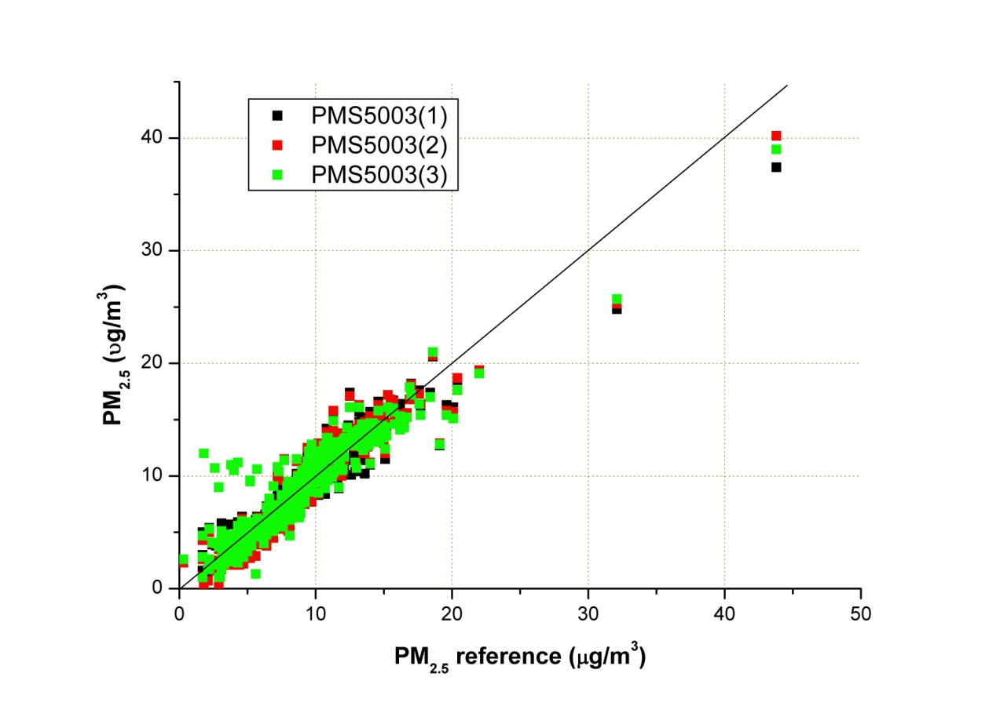 PMS5003(1)
PMS5003(2)
PMS5003(3)
40
30
20
10
0
PM2.5 (υg/m3)
0 10 20 30 40 50
PM2.5 reference (μg/m3)